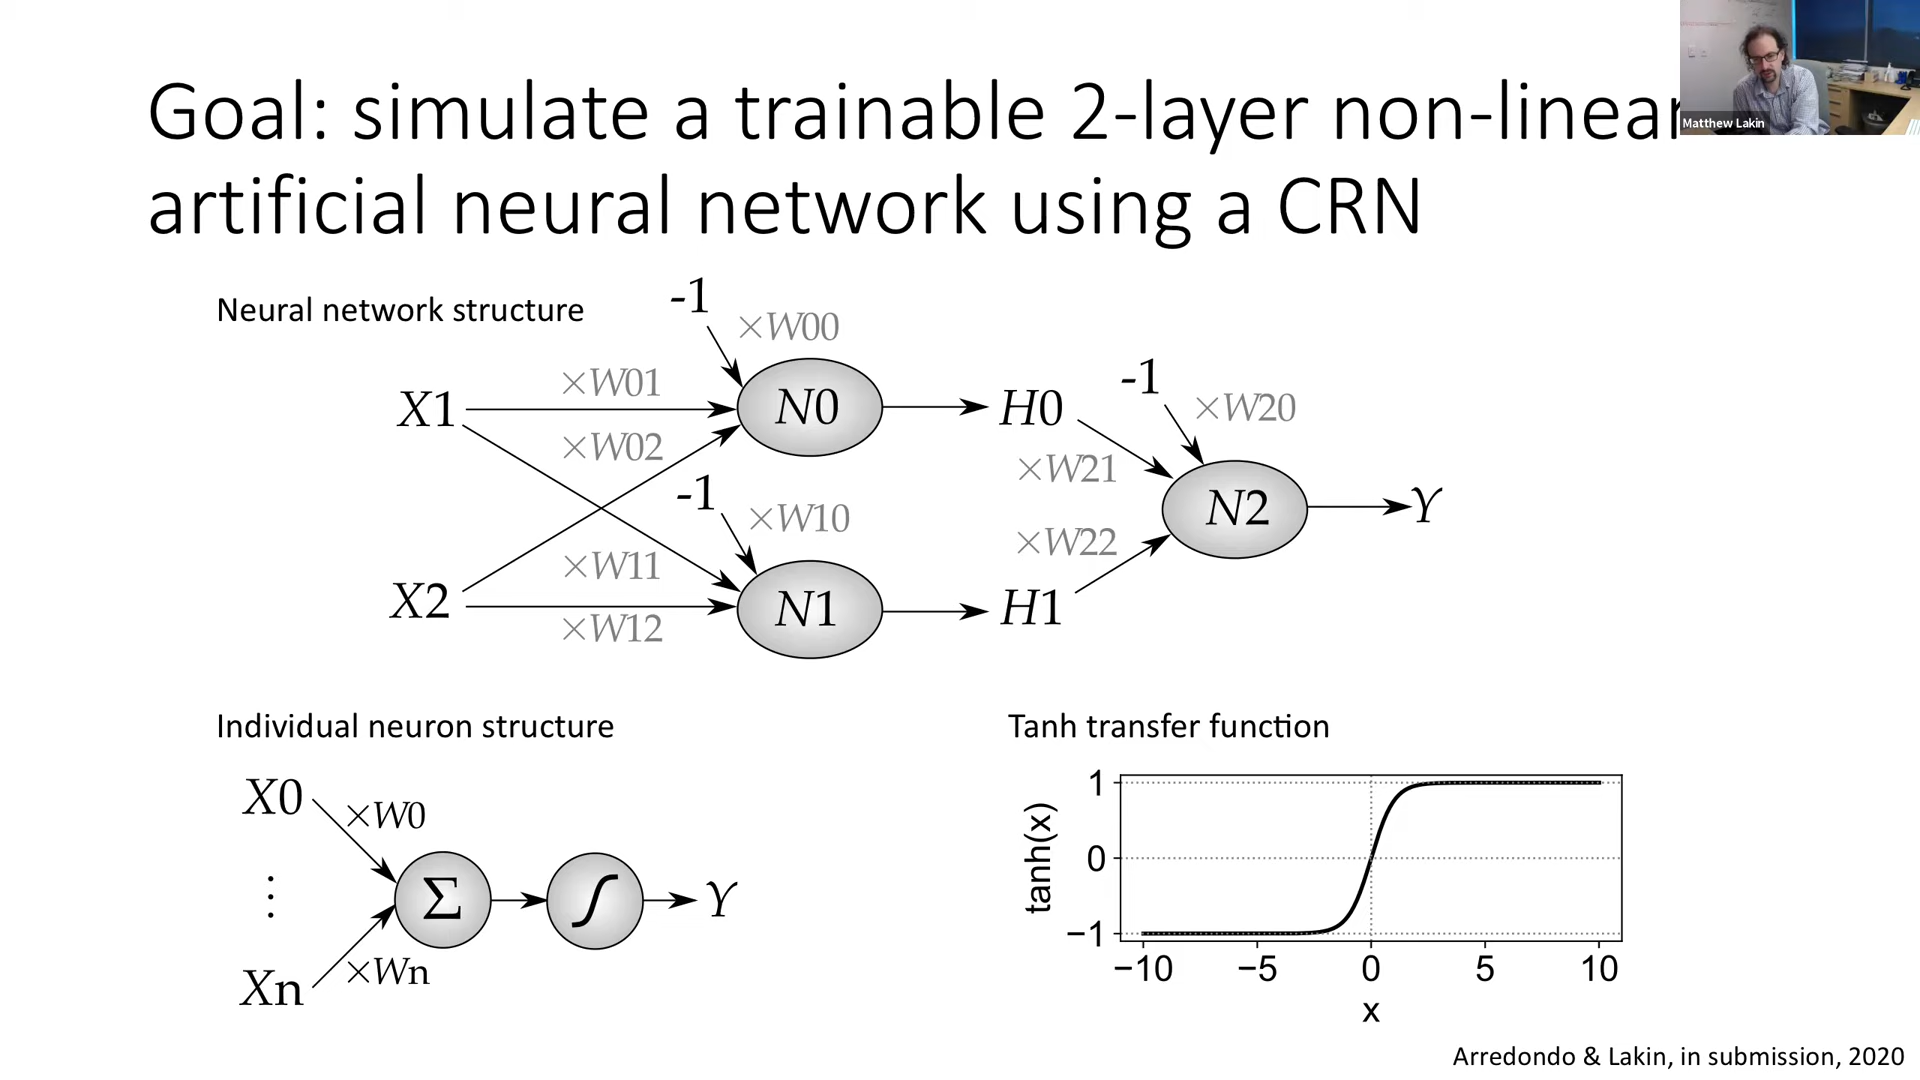 Goal: simulate a trainable 2-layer non-linear
artificial neural network using a CRN
Matthew Lakin
Neural network structure
-1
×W00
X1
×W01
N0
H0
-1
×W20
×W02
×W21
-1
×W10
N2
Y
×W22
X2
×W11
N1
H1
×W12
Individual neuron structure
X0
×W0
⋮
Σ
∫
Y
Xn
×Wn
Tanh transfer function
tanh(x)
1
0
−1
−10 −5 0 5 10
x
Arredondo & Lakin, in submission, 2020